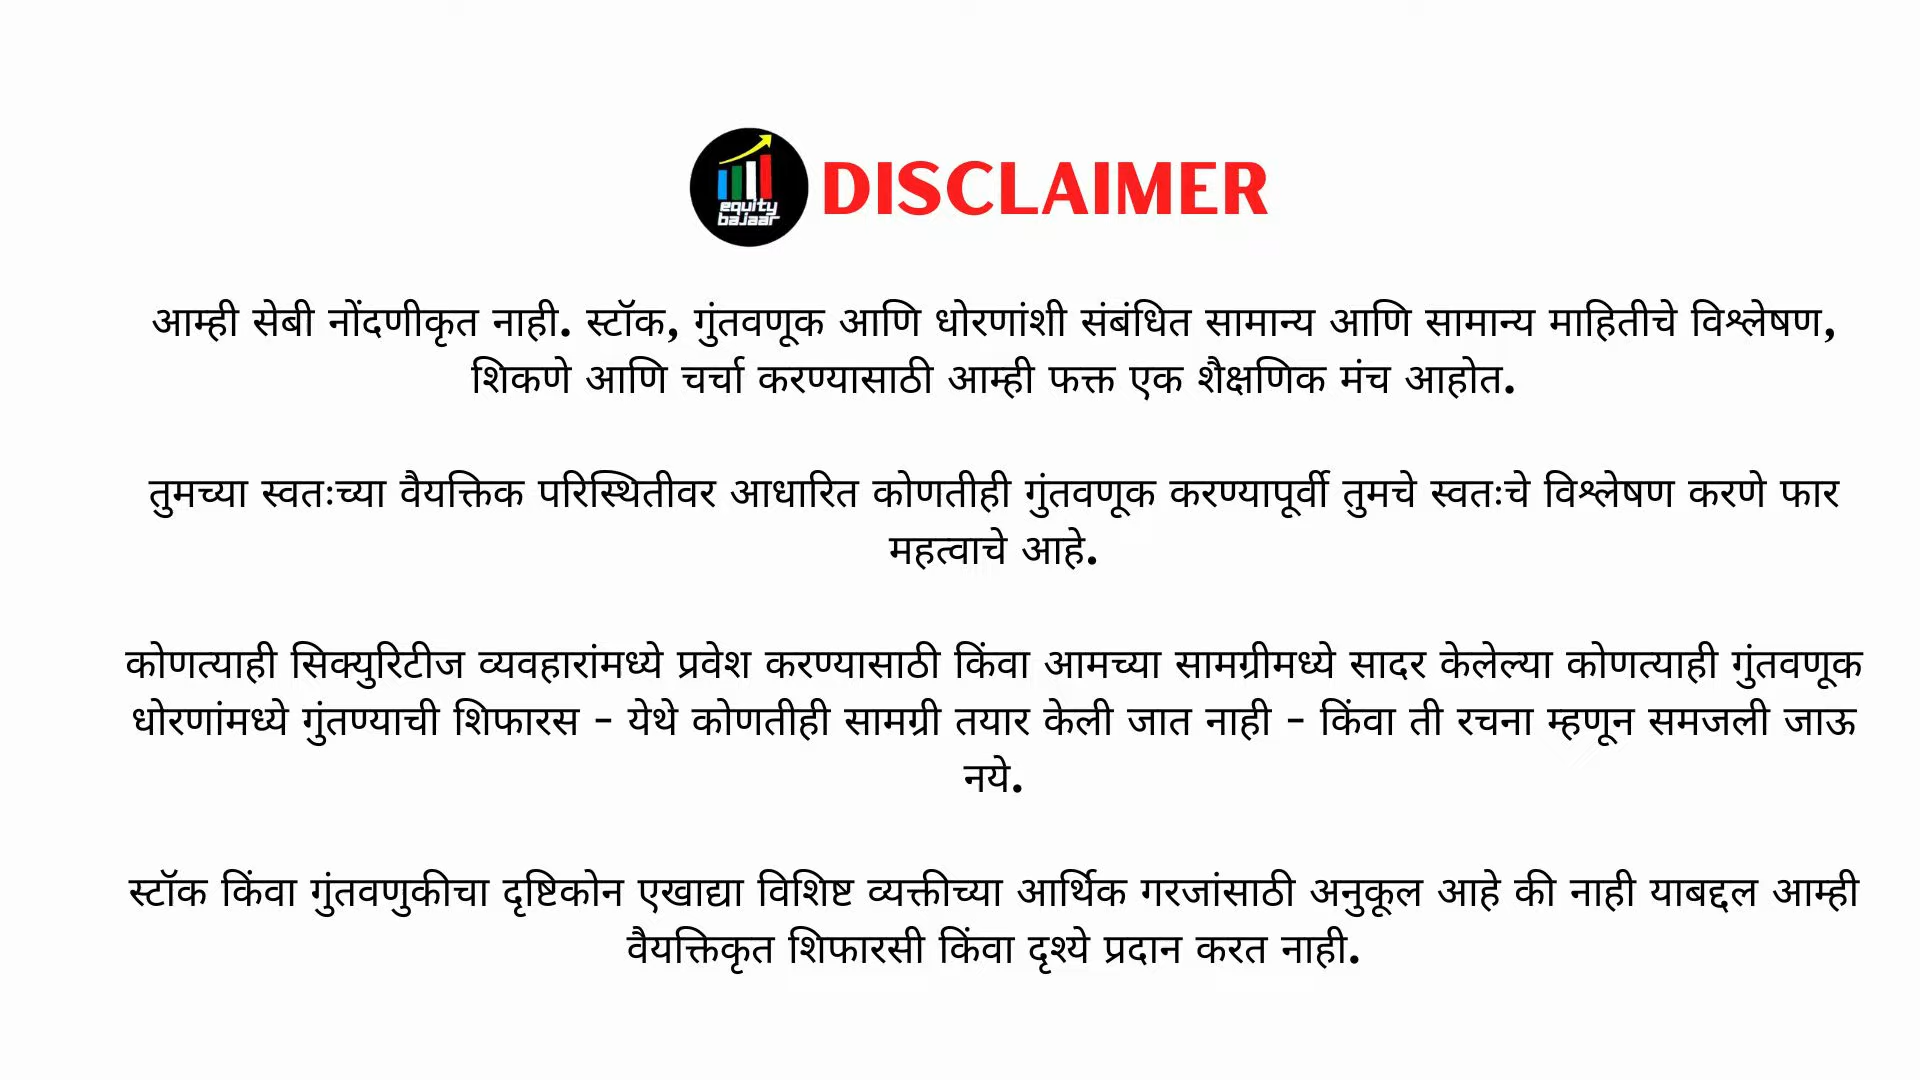 equity
bajaar
DISCLAIMER
आम्ही सेबी नोंदणीकृत नाही. स्टॉक, गुंतवणूक आणि धोरणांशी संबंधित सामान्य आणि सामान्य माहितीचे विश्लेषण,
शिकणे आणि चर्चा करण्यासाठी आम्ही फक्त एक शैक्षणिक मंच आहोत.
तुमच्या स्वतःच्या वैयक्तिक परिस्थितीवर आधारित कोणतीही गुंतवणूक करण्यापूर्वी तुमचे स्वतःचे विश्लेषण करणे फार
महत्वाचे आहे.
कोणत्याही सिक्युरिटीज व्यवहारांमध्ये प्रवेश करण्यासाठी किंवा आमच्या सामग्रीमध्ये सादर केलेल्या कोणत्याही गुंतवणूक
धोरणांमध्ये गुंतण्याची शिफारस - येथे कोणतीही सामग्री तयार केली जात नाही - किंवा ती रचना म्हणून समजली जाऊ
नये.
स्टॉक किंवा गुंतवणुकीचा दृष्टिकोन एखाद्या विशिष्ट व्यक्तीच्या आर्थिक गरजांसाठी अनुकूल आहे की नाही याबद्दल आम्ही
वैयक्तिकृत शिफारसी किंवा दृश्ये प्रदान करत नाही.